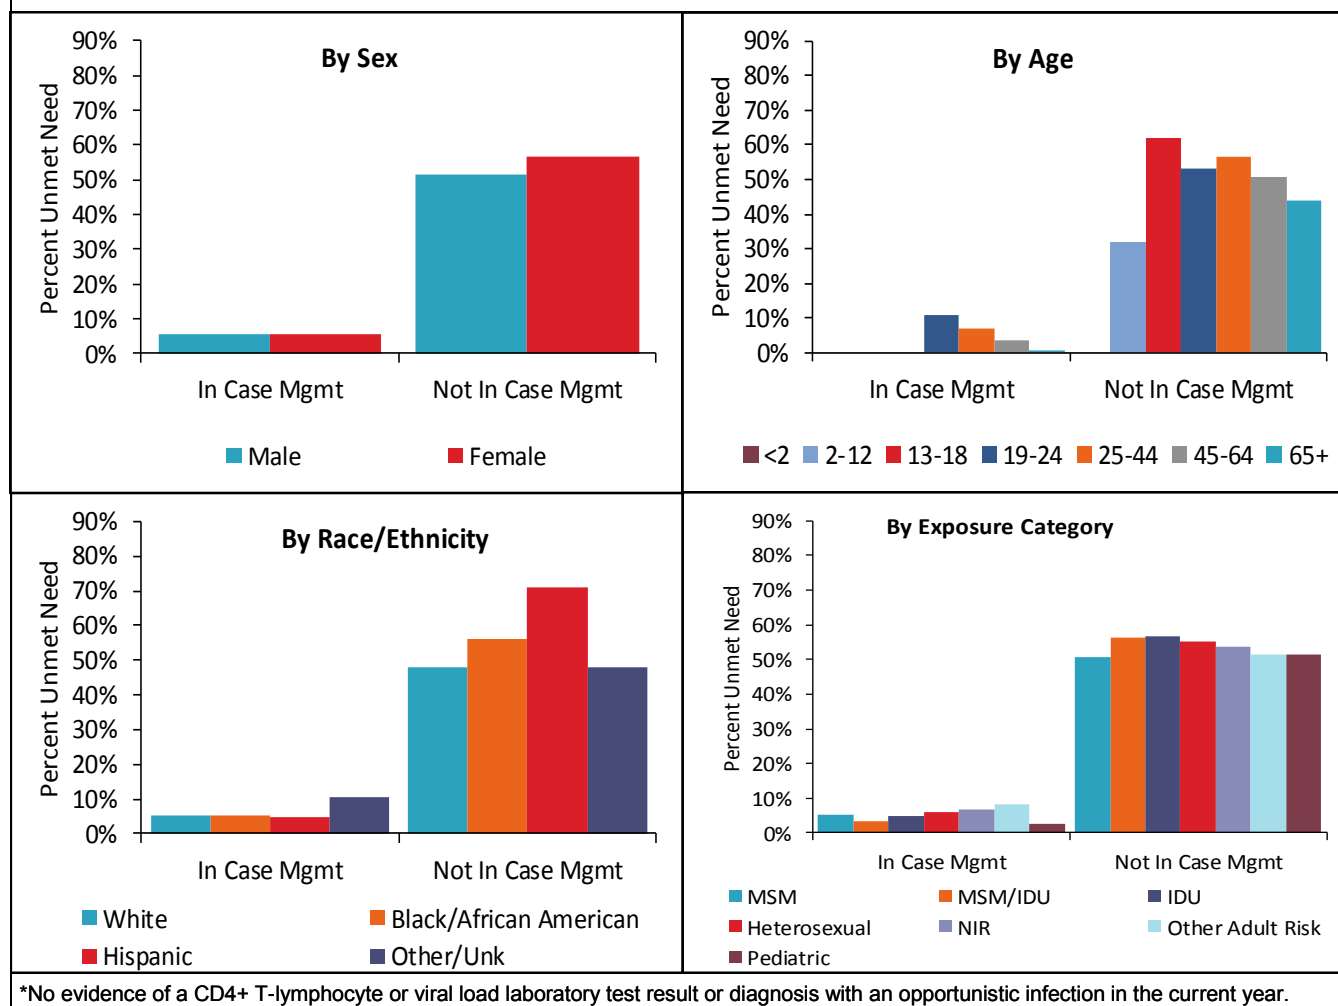 By Sex
90%
80%
70%
60%
50%
40%
30%
20%
10%
0%
Percent Unmet Need
In Case Mgmt Not In Case Mgmt
Male Female
By Age
90%
80%
70%
60%
50%
40%
30%
20%
10%
0%
Percent Unmet Need
In Case Mgmt Not In Case Mgmt
<2 2-12 13-18 19-24 25-44 45-64 65+
By Race/Ethnicity
90%
80%
70%
60%
50%
40%
30%
20%
10%
0%
Percent Unmet Need
In Case Mgmt Not In Case Mgmt
White Black/African American
Hispanic Other/Unk
By Exposure Category
90%
80%
70%
60%
50%
40%
30%
20%
10%
0%
Percent Unmet Need
In Case Mgmt Not In Case Mgmt
MSM MSM/IDU IDU
Heterosexual NIR Other Adult Risk
Pediatric
*No evidence of a CD4+ T-lymphocyte or viral load laboratory test result or diagnosis with an opportunistic infection in the current year.